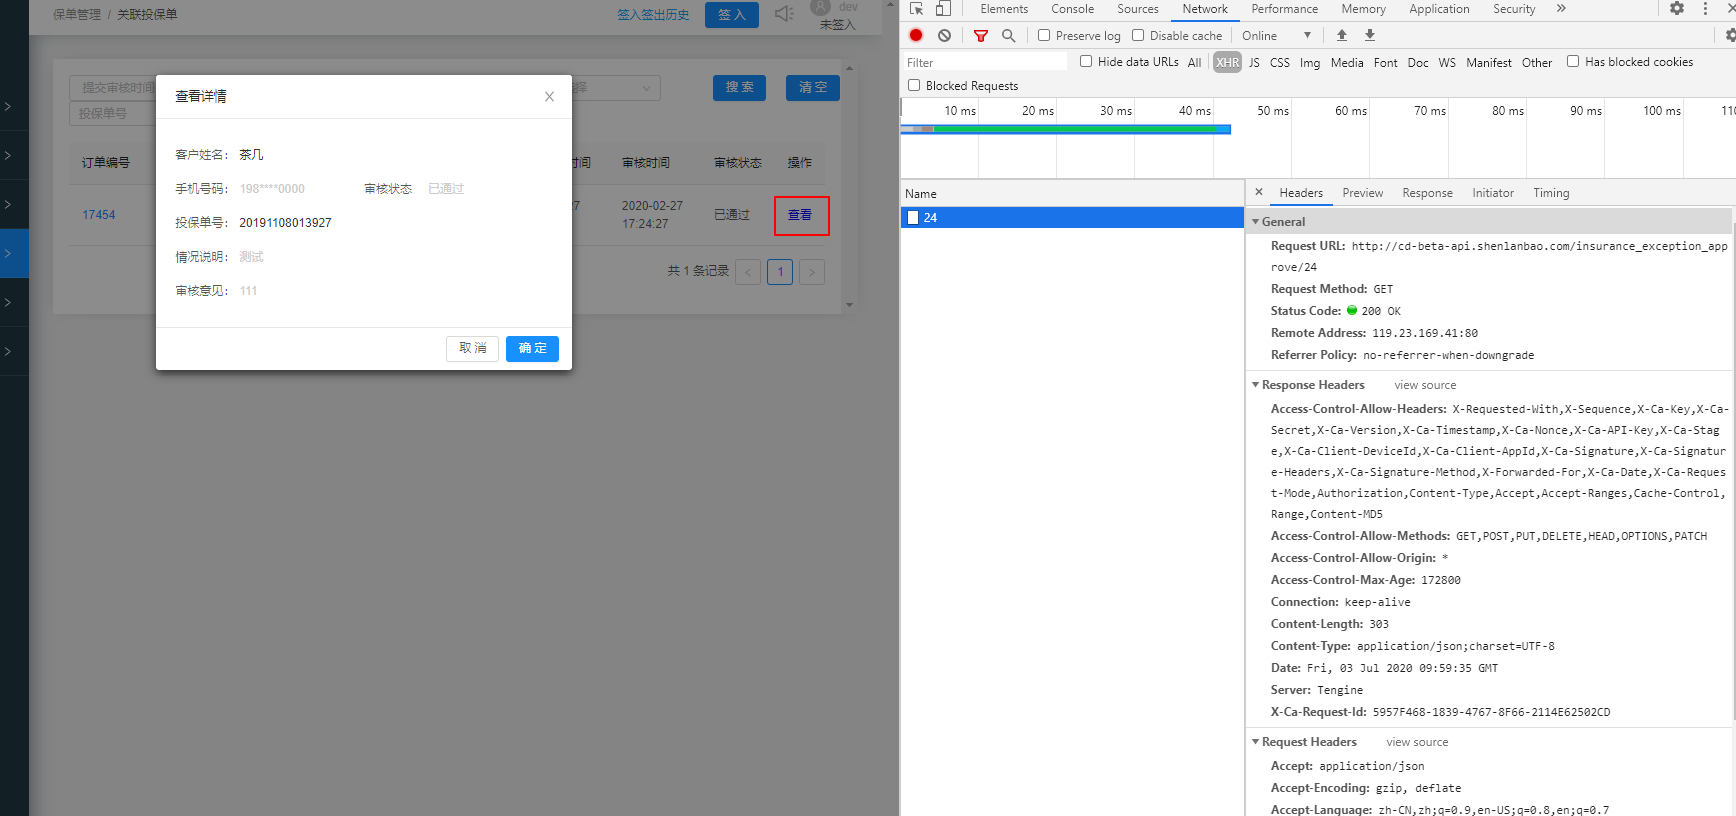 保单管理 / 关联投保单
签入签出历史
签 入
dev
未签入
提交审核时间
择
搜 索
清 空
投保单号
订单编号
时间
审核时间
审核状态
操作
17454
27
2020-02-27
17:24:27
已通过
查看
共 1 条记录
<
1
>
查看详情
客户姓名： 茶几
手机号码： 198****0000
审核状态 已通过
投保单号： 20191108013927
情况说明： 测试
审核意见： 111
取 消
确 定
Elements Console Sources Network Performance Memory Application Security »
Preserve log
Disable cache
Online
Filter
Hide data URLs
All XHR JS CSS Img Media Font Doc WS Manifest Other
Has blocked cookies
Blocked Requests
10 ms 20 ms 30 ms 40 ms 50 ms 60 ms 70 ms 80 ms 90 ms 100 ms 110
Name
24
× Headers Preview Response Initiator Timing
General
Request URL: http://cd-beta-api.shenlanbao.com/insurance_exception_app
rove/24
Request Method: GET
Status Code: 200 OK
Remote Address: 119.23.169.41:80
Referrer Policy: no-referrer-when-downgrade
Response Headers view source
Access-Control-Allow-Headers: X-Requested-With,X-Sequence,X-Ca-Key,X-Ca-
Secret,X-Ca-Version,X-Ca-Timestamp,X-Ca-Nonce,X-Ca-API-Key,X-Ca-Stag
e,X-Ca-Client-DeviceId,X-Ca-Client-AppId,X-Ca-Signature,X-Ca-Signatur
e-Headers,X-Ca-Signature-Method,X-Forwarded-For,X-Ca-Date,X-Ca-Reques
t-Mode,Authorization,Content-Type,Accept,Accept-Ranges,Cache-Control,
Range,Content-MD5
Access-Control-Allow-Methods: GET,POST,PUT,DELETE,HEAD,OPTIONS,PATCH
Access-Control-Allow-Origin: *
Access-Control-Max-Age: 172800
Connection: keep-alive
Content-Length: 303
Content-Type: application/json;charset=UTF-8
Date: Fri, 03 Jul 2020 09:59:35 GMT
Server: Tengine
X-Ca-Request-Id: 5957F468-1839-4767-8F66-2114E62502CD
Request Headers view source
Accept: application/json
Accept-Encoding: gzip, deflate
Accept-Language: zh-CN,zh;q=0.9,en-US;q=0.8,en;q=0.7